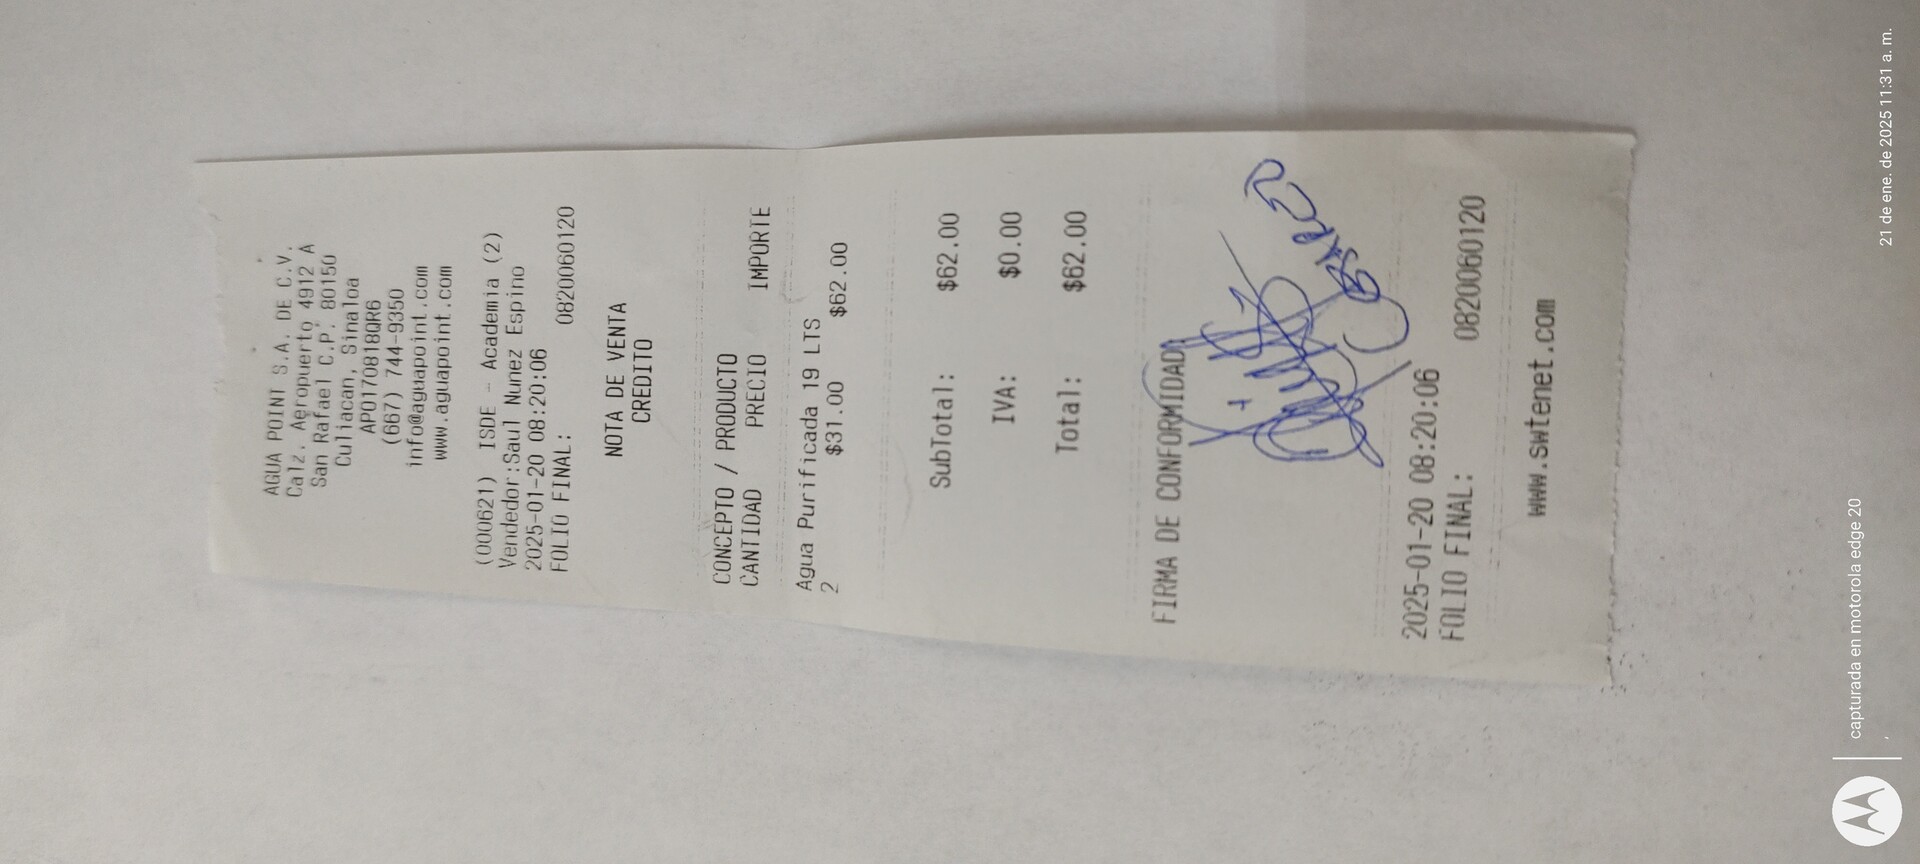 AGUA POINT S.A. DE C.V.
Calz. Aeropuerto 4912 A
San Rafael C.P. 80150
Culiacan, Sinaloa
APO170818QR6
(667) 744-9350
info@aguapoint.com
www.aguapoint.com
(000621) ISDE - Academia (2)
Vendedor:Saul Nunez Espino
2025-01-20 08:20:06
FOLIO FINAL: 0820060120
NOTA DE VENTA
CREDITO
CONCEPTO / PRODUCTO
CANTIDAD PRECIO IMPORTE
Agua Purificada 19 LTS
2 $31.00 $62.00
SubTotal: $62.00
IVA: $0.00
Total: $62.00
FIRMA DE CONFORMIDAD
2025-01-20 08:20:06
FOLIO FINAL: 0820060120
www.swtenet.com
capturada en motorola edge 20
21 de ene. de 2025 11:31 a. m.